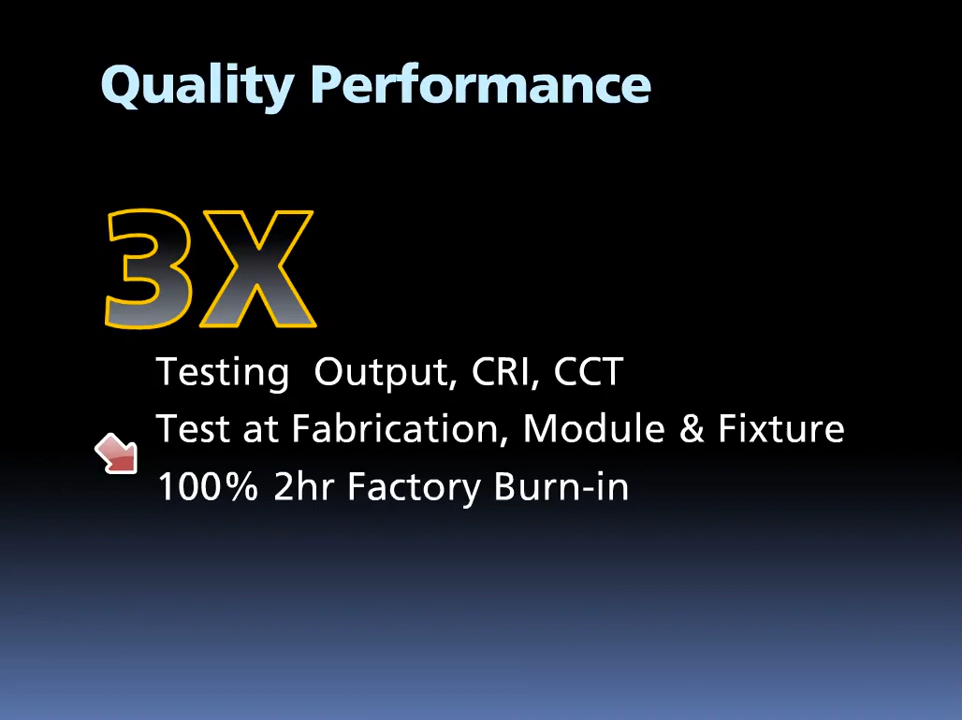 Quality Performance
3X
Testing  Output, CRI, CCT
Test at Fabrication, Module & Fixture
100% 2hr Factory Burn-in